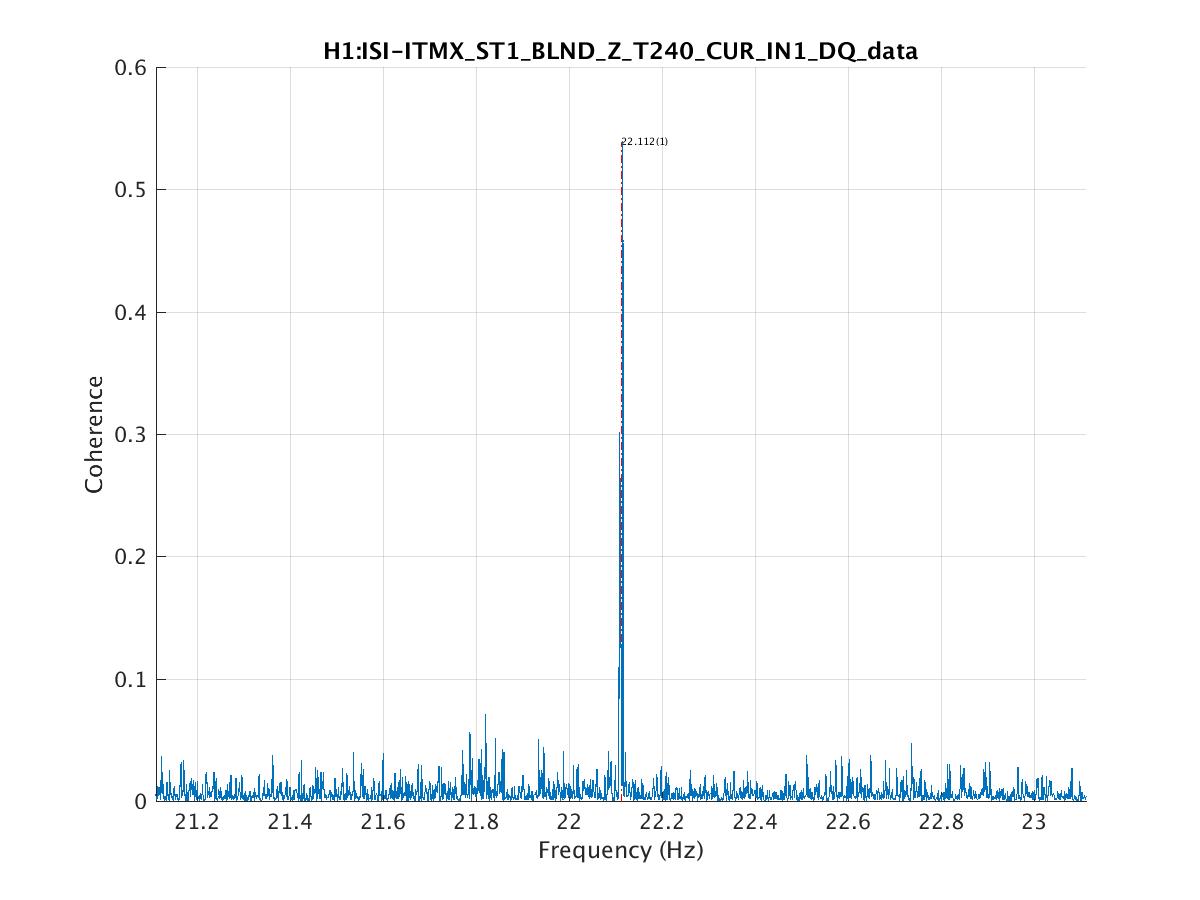 H1:ISI-ITMX_ST1_BLND_Z_T240_CUR_IN1_DQ_data
0.6
22.112(1)
0.5
0.4
Coherence
0.3
0.2
0.1
0
21.2 21.4 21.6 21.8 22 22.2 22.4 22.6 22.8 23
Frequency (Hz)